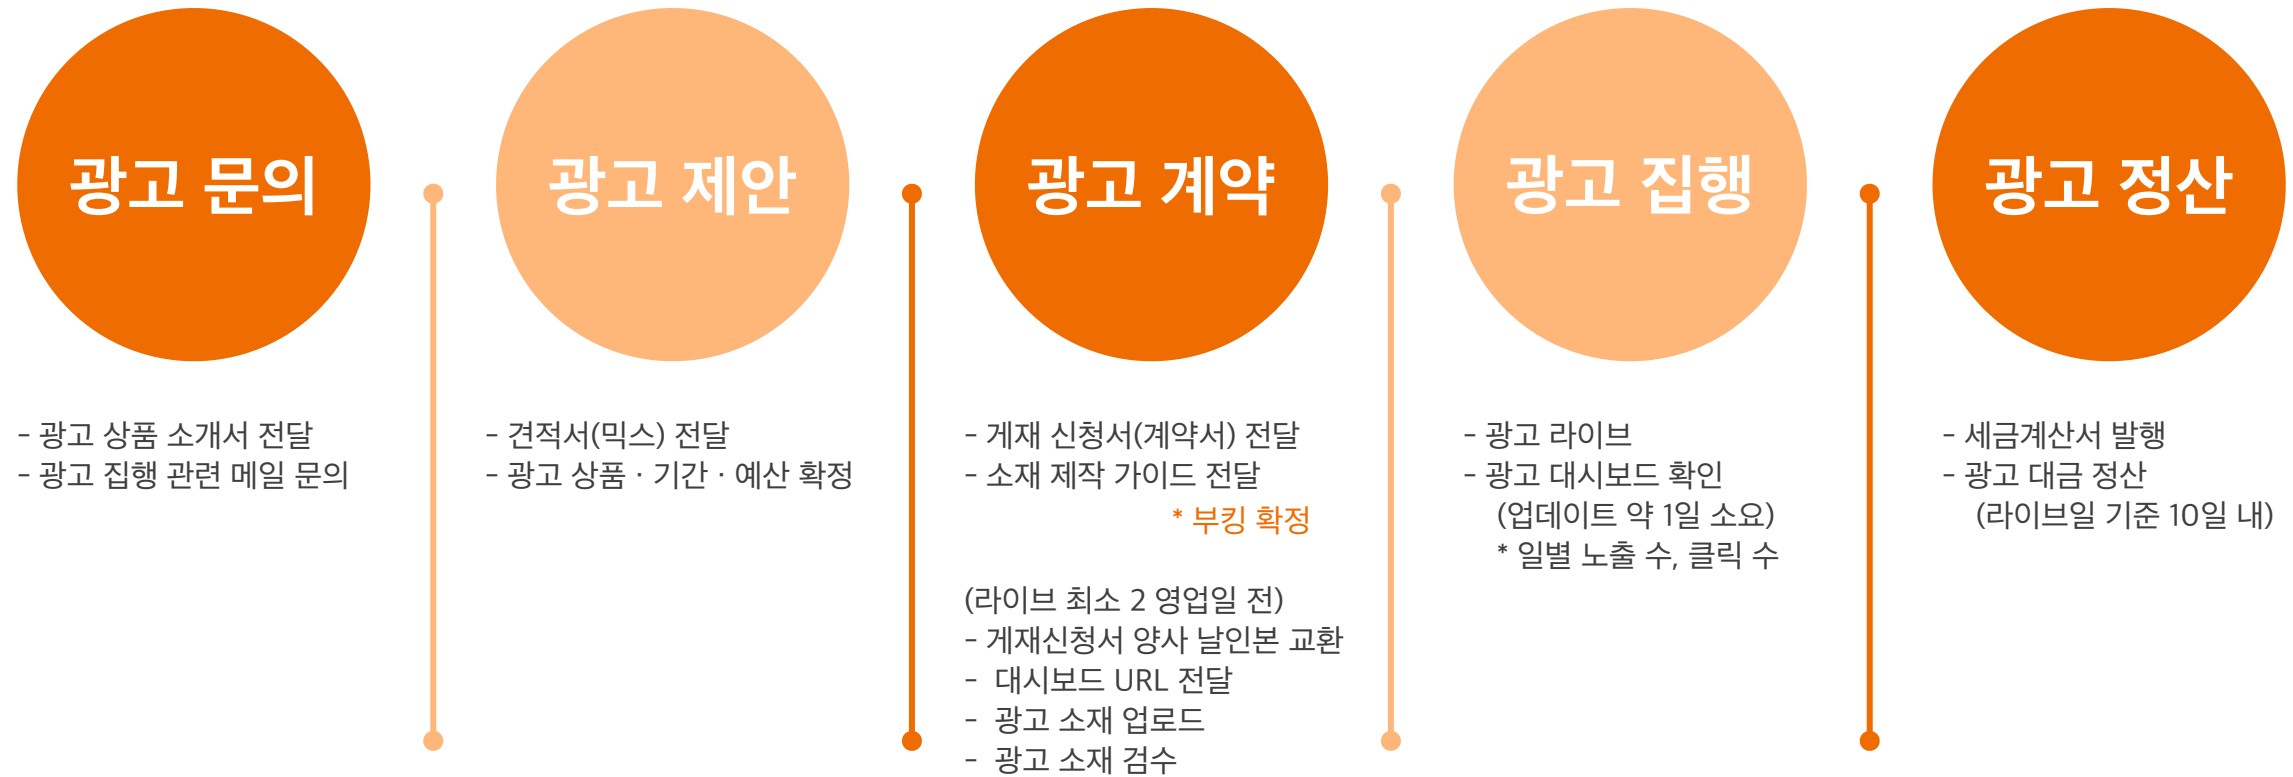 광고 문의
- 광고 상품 소개서 전달
- 광고 집행 관련 메일 문의
광고 제안
- 견적서(믹스) 전달
- 광고 상품 · 기간 · 예산 확정
광고 계약
- 게재 신청서(계약서) 전달
- 소재 제작 가이드 전달
* 부킹 확정
(라이브 최소 2 영업일 전)
- 게재신청서 양사 날인본 교환
- 대시보드 URL 전달
- 광고 소재 업로드
- 광고 소재 검수
광고 집행
- 광고 라이브
- 광고 대시보드 확인
(업데이트 약 1일 소요)
* 일별 노출 수, 클릭 수
광고 정산
- 세금계산서 발행
- 광고 대금 정산
(라이브일 기준 10일 내)